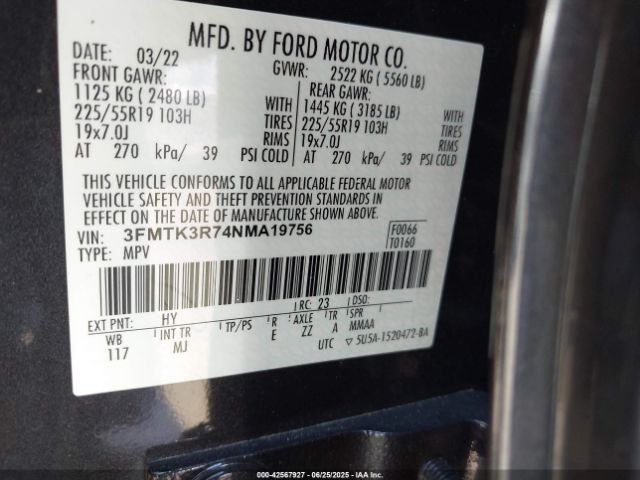 MFD. BY FORD MOTOR CO.
DATE: 03/22 GVWR: 2522 KG ( 5560 LB)
FRONT GAWR: REAR GAWR:
1125 KG ( 2480 LB) WITH 1445 KG ( 3185 LB) WITH
225/55R19 103H TIRES 225/55R19 103H TIRES
19x7.0J RIMS 19x7.0J RIMS
AT 270 kPa/ 39 PSI COLD AT 270 kPa/ 39 PSI COLD
THIS VEHICLE CONFORMS TO ALL APPLICABLE FEDERAL MOTOR
VEHICLE SAFETY AND THEFT PREVENTION STANDARDS IN
EFFECT ON THE DATE OF MANUFACTURE SHOWN ABOVE.
VIN: 3FMTK3R74NMA19756 F0066
TYPE: MPV T0160
EXT PNT: HY RC: 23 DSO:
WB INT TR TP/PS R AXLE TR SPR
117 MJ E ZZ A MMAA
UTC ▽ 5U5A-1520472-BA
000-42567927 | 06/25/2025 | IAA Inc.